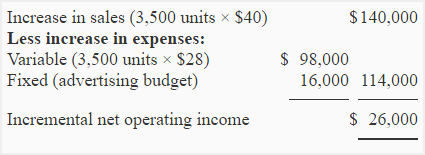 Increase in sales (3,500 units × $40) $140,000
Less increase in expenses:
Variable (3,500 units × $28) $ 98,000
Fixed (advertising budget) 16,000 114,000
Incremental net operating income $ 26,000